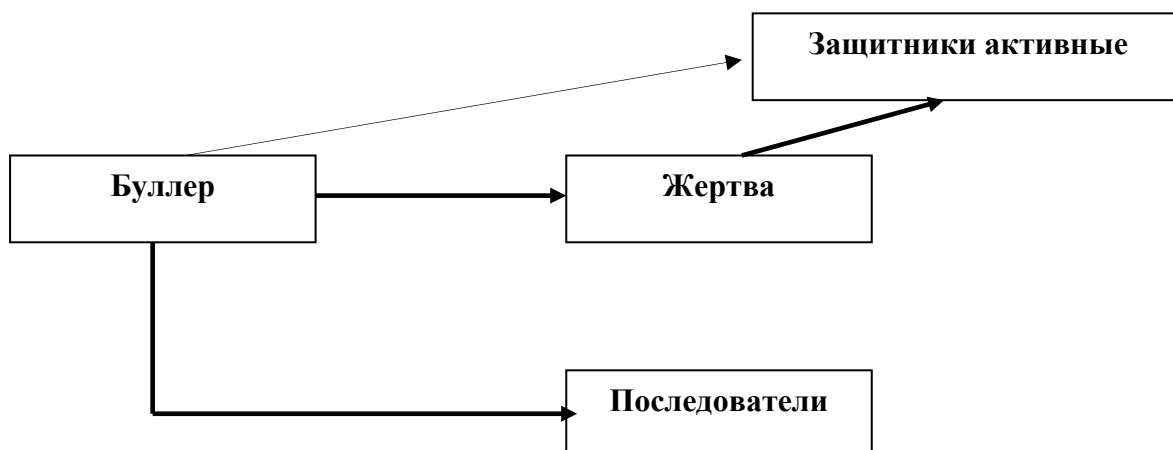 Защитники активные
Буллер
Жертва
Последователи